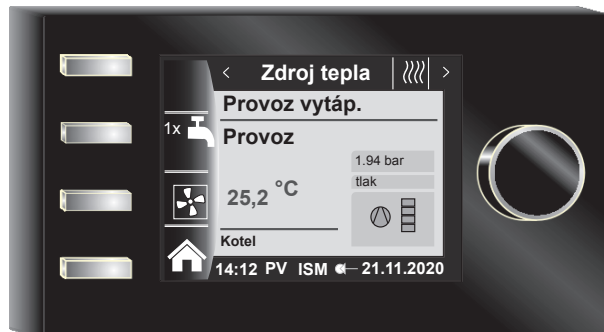 < Zdroj tepla >
Provoz vytáp.
1x
Provoz
1.94 bar
tlak
25,2 °C
Kotel
14:12 PV ISM 21.11.2020